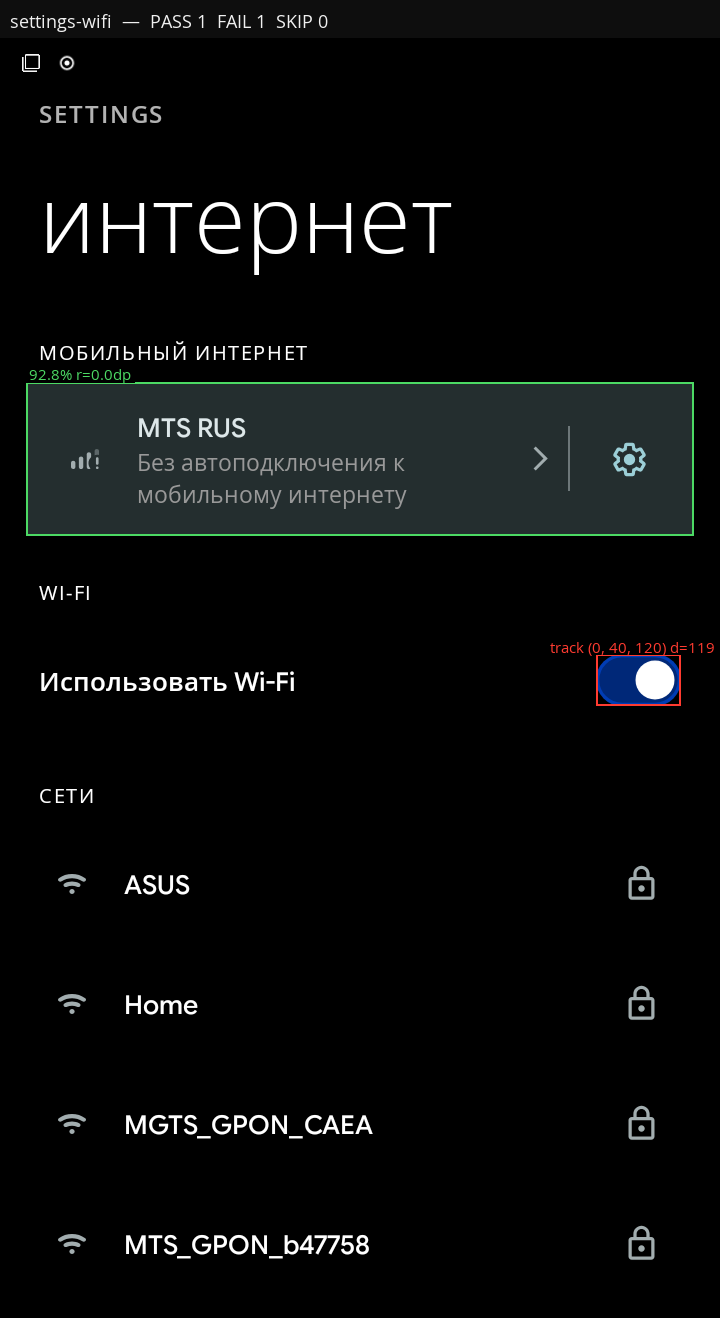 settings-wifi — PASS 1 FAIL 1 SKIP 0
SETTINGS
интернет
МОБИЛЬНЫЙ ИНТЕРНЕТ
92.8% r=0.0dp
MTS RUS
Без автоподключения к
мобильному интернету
WI-FI
track (0, 40, 120) d=119
Использовать Wi-Fi
СЕТИ
ASUS
Home
MGTS_GPON_CAEA
MTS_GPON_b47758